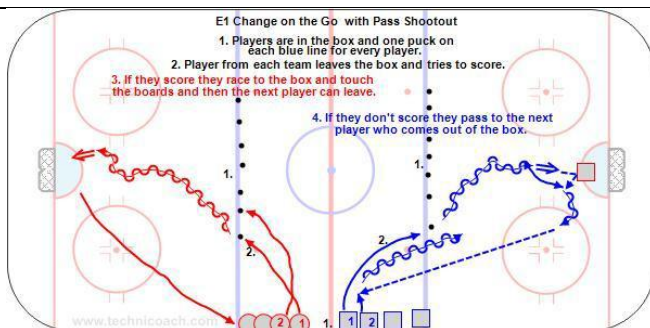 E1 Change on the Go with Pass Shootout
1. Players are in the box and one puck on
each blue line for every player.
2. Player from each team leaves the box and tries to score.
3. If they score they race to the box and touch
the boards and then the next player can leave.
4. If they don't score they pass to the next
player who comes out of the box.
1.
1.
2.
2.
www.technicoach.com
2
1
1.
1
2